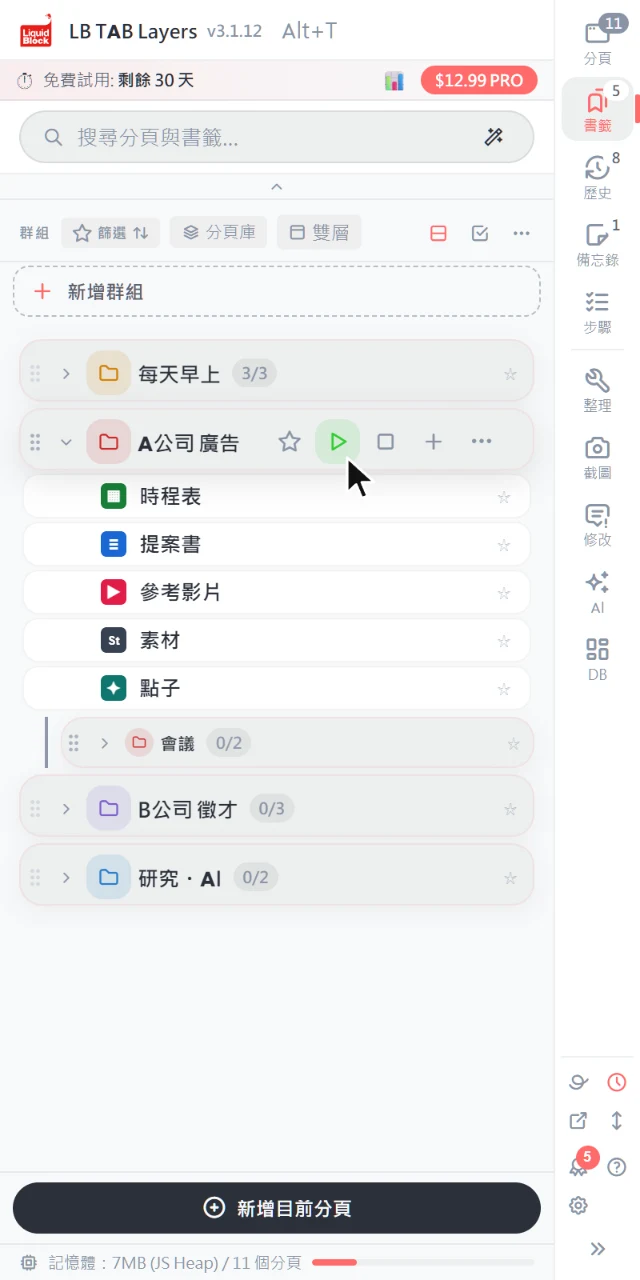 Liquid Block
LB TAB Layers v3.1.12 Alt+T
免費試用: 剩餘 30 天
$12.99 PRO
搜尋分頁與書籤...
群組
篩選
分頁庫
雙層
新增群組
每天早上 3/3
A公司 廣告
時程表
提案書
參考影片
St 素材
點子
會議 0/2
B公司 徵才 0/3
研究・AI 0/2
新增目前分頁
記憶體：7MB (JS Heap) / 11 個分頁
11
分頁
5
書籤
8
歷史
1
備忘錄
步驟
整理
截圖
修改
AI
DB
5